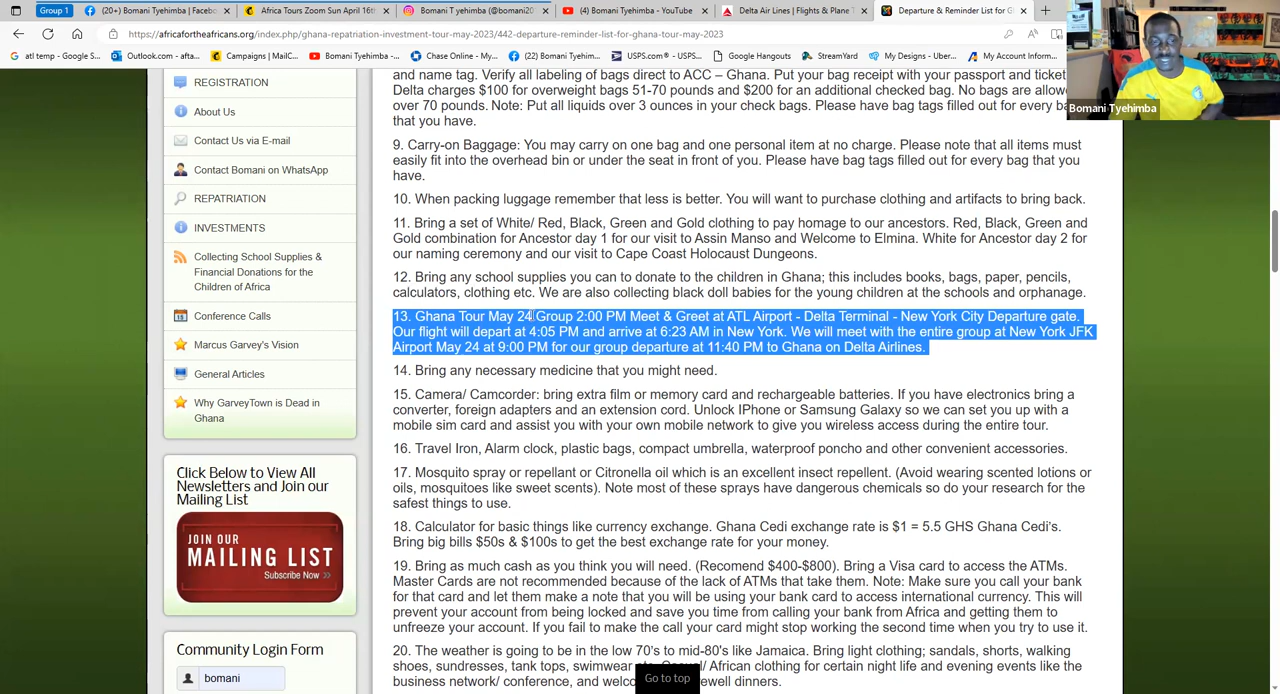 Group 1
(20+) Bomani Tyehimba | Facebo
Africa Tours Zoom Sun April 16th
Bomani Tyehimba (@bomani20
(4) Bomani Tyehimba - YouTube
Delta Air Lines | Flights & Plane T
Departure & Reminder List for G
https://africafortheafricans.org/index.php/ghana-repatriation-investment-tour-may-2023/442-departure-reminder-list-for-ghana-tour-may-2023
atl temp - Google S...
Outlook.com - atft...
Campaigns | MailC...
Bomani Tyehimba -...
Chase Online - My...
(22) Bomani Tyehim...
USPS.com® - USPS...
Google Hangouts
StreamYard
My Designs - Uber...
My Account Inform...
Bomani Tyehimba
REGISTRATION
About Us
Contact Us via E-mail
Contact Bomani on WhatsApp
REPATRIATION
INVESTMENTS
Collecting School Supplies &
Financial Donations for the
Children of Africa
Conference Calls
Marcus Garvey's Vision
General Articles
Why GarveyTown is Dead in
Ghana
Click Below to View All
Newsletters and Join our
Mailing List
JOIN OUR
MAILING LIST
Subscribe Now >>
Community Login Form
bomani
and name tag. Verify all labeling of bags direct to ACC – Ghana. Put your bag receipt with your passport and ticket
Delta charges $100 for overweight bags 51-70 pounds and $200 for an additional checked bag. No bags are allowe
over 70 pounds. Note: Put all liquids over 3 ounces in your check bags. Please have bag tags filled out for every ba
that you have.
9. Carry-on Baggage: You may carry on one bag and one personal item at no charge. Please note that all items must
easily fit into the overhead bin or under the seat in front of you. Please have bag tags filled out for every bag that you
have.
10. When packing luggage remember that less is better. You will want to purchase clothing and artifacts to bring back.
11. Bring a set of White/ Red, Black, Green and Gold clothing to pay homage to our ancestors. Red, Black, Green and
Gold combination for Ancestor day 1 for our visit to Assin Manso and Welcome to Elmina. White for Ancestor day 2 for
our naming ceremony and our visit to Cape Coast Holocaust Dungeons.
12. Bring any school supplies you can to donate to the children in Ghana; this includes books, bags, paper, pencils,
calculators, clothing etc. We are also collecting black doll babies for the young children at the schools and orphanage.
13. Ghana Tour May 24 Group 2:00 PM Meet & Greet at ATL Airport - Delta Terminal - New York City Departure gate.
Our flight will depart at 4:05 PM and arrive at 6:23 AM in New York. We will meet with the entire group at New York JFK
Airport May 24 at 9:00 PM for our group departure at 11:40 PM to Ghana on Delta Airlines.
14. Bring any necessary medicine that you might need.
15. Camera/ Camcorder: bring extra film or memory card and rechargeable batteries. If you have electronics bring a
converter, foreign adapters and an extension cord. Unlock IPhone or Samsung Galaxy so we can set you up with a
mobile sim card and assist you with your own mobile network to give you wireless access during the entire tour.
16. Travel Iron, Alarm clock, plastic bags, compact umbrella, waterproof poncho and other convenient accessories.
17. Mosquito spray or repellant or Citronella oil which is an excellent insect repellent. (Avoid wearing scented lotions or
oils, mosquitoes like sweet scents). Note most of these sprays have dangerous chemicals so do your research for the
safest things to use.
18. Calculator for basic things like currency exchange. Ghana Cedi exchange rate is $1 = 5.5 GHS Ghana Cedi's.
Bring big bills $50s & $100s to get the best exchange rate for your money.
19. Bring as much cash as you think you will need. (Recomend $400-$800). Bring a Visa card to access the ATMs.
Master Cards are not recommended because of the lack of ATMs that take them. Note: Make sure you call your bank
for that card and let them make a note that you will be using your bank card to access international currency. This will
prevent your account from being locked and save you time from calling your bank from Africa and getting them to
unfreeze your account. If you fail to make the call your card might stop working the second time when you try to use it.
20. The weather is going to be in the low 70's to mid-80's like Jamaica. Bring light clothing; sandals, shorts, walking
shoes, sundresses, tank tops, swimwear African clothing for certain night life and evening events like the
business network/ conference, and welco rewell dinners.
Go to top